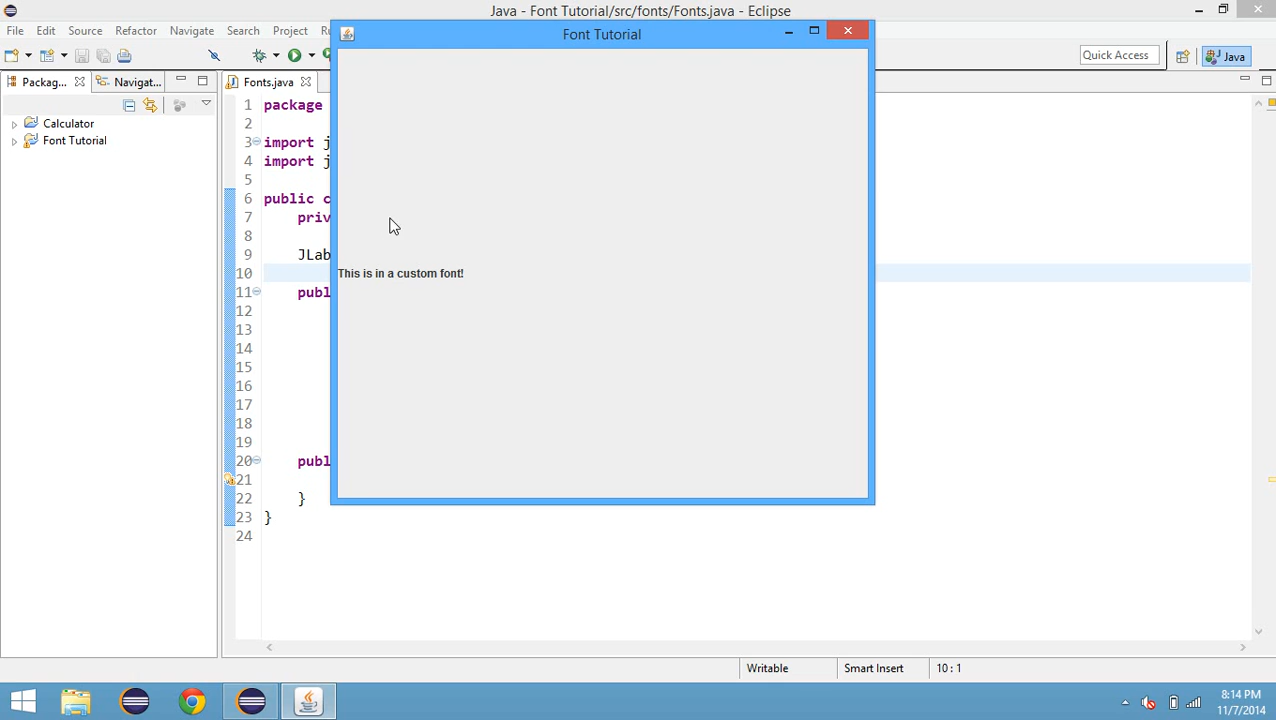 Java - Font Tutorial/src/fonts/Fonts.java - Eclipse
Font Tutorial
File Edit Source Refactor Navigate Search Project
Quick Access
Java
Packag...
Navigat...
Fonts.java
Calculator
Font Tutorial
1 package
2
3 import j
4 import j
5
6 public c
7 priv
8
9 JLab
10
11 publ
12
13
14
15
16
17
18
19
20 publ
21
22 }
23 }
24
This is in a custom font!
Writable Smart Insert 10 : 1
8:14 PM
11/7/2014